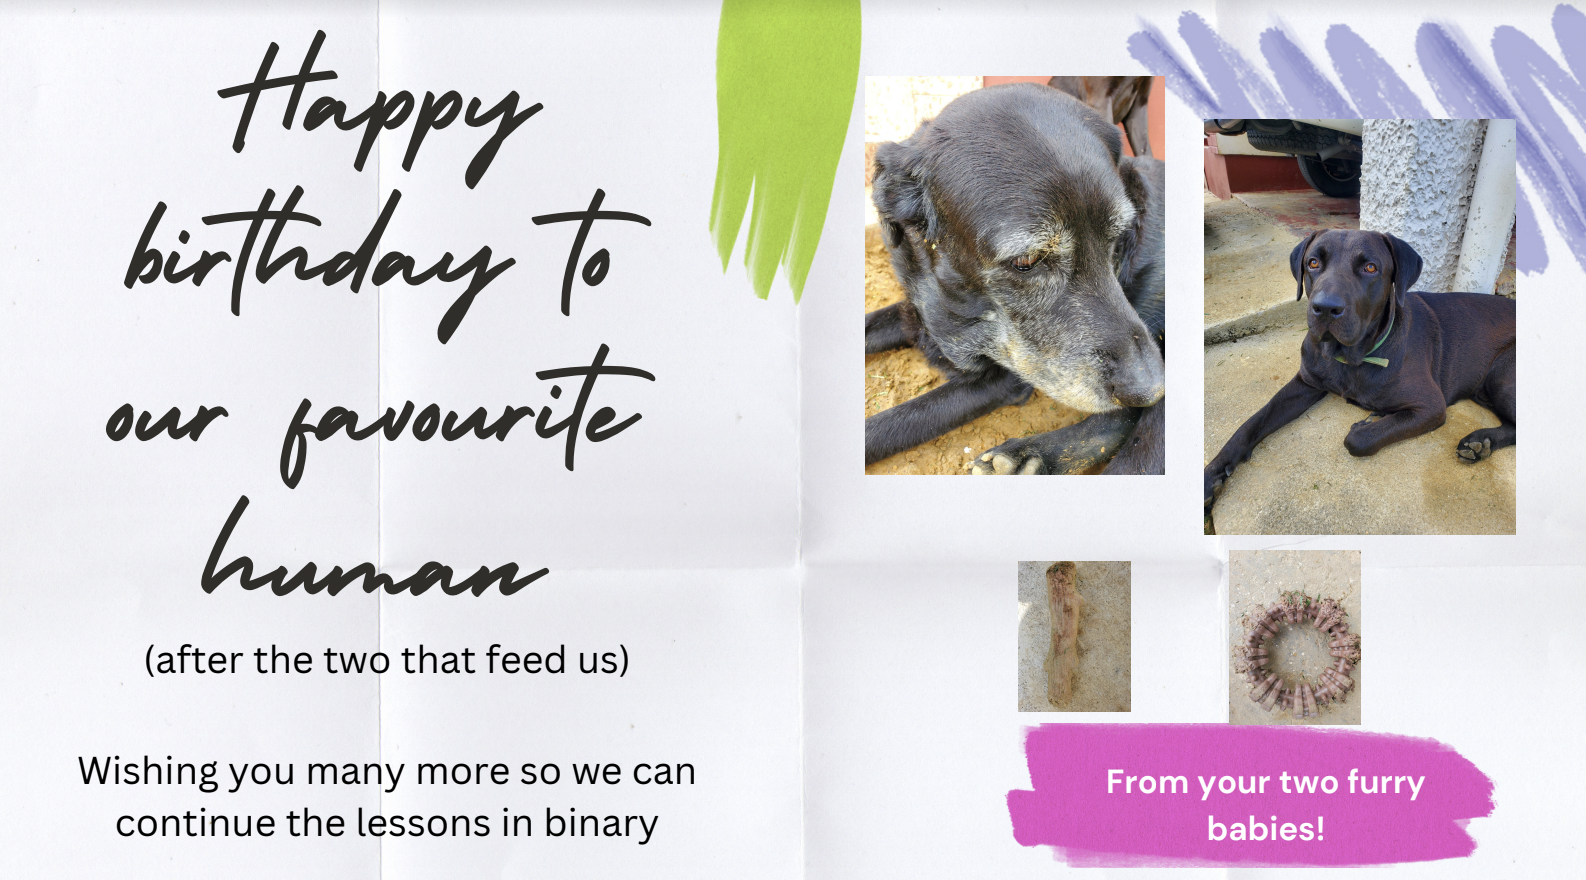 Happy
birthday to
our favourite
human
(after the two that feed us)
Wishing you many more so we can
continue the lessons in binary
From your two furry
babies!